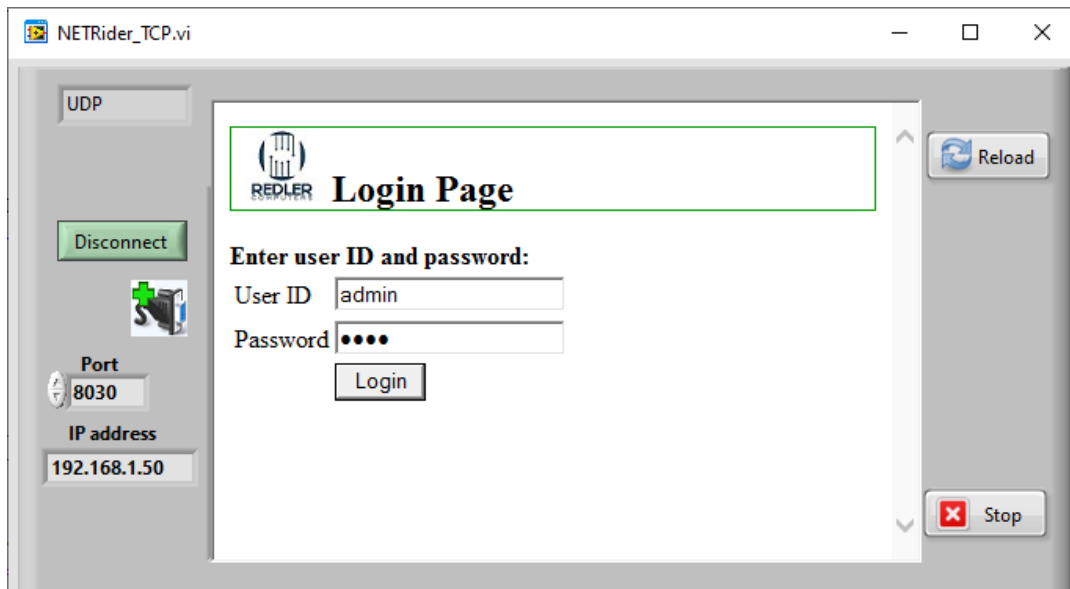 NETRider_TCP.vi
UDP
REDLER
COMPUTERS
Login Page
Reload
Disconnect
Enter user ID and password:
User ID admin
Password ••••
Login
Port
8030
IP address
192.168.1.50
Stop